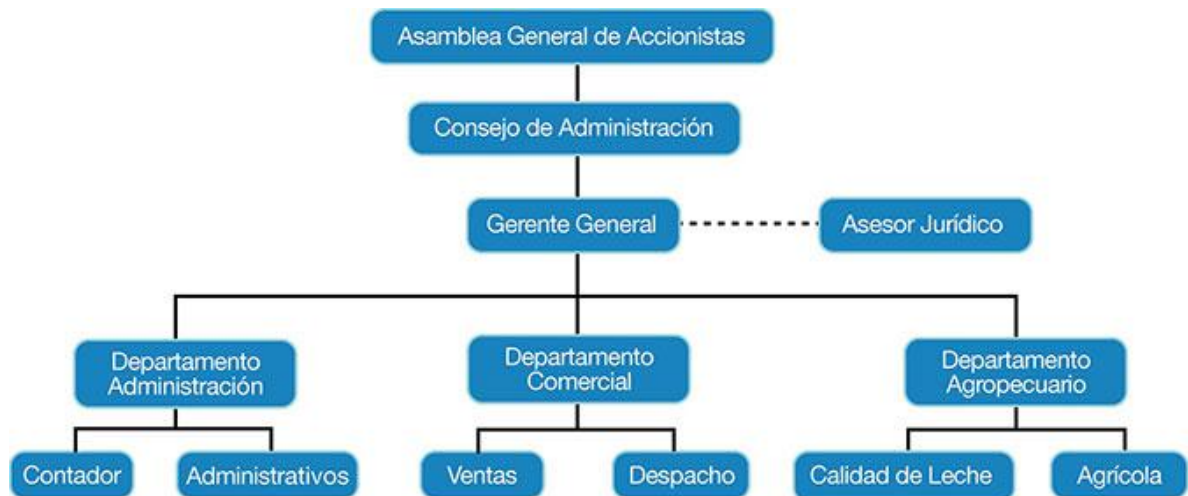 Asamblea General de Accionistas
Consejo de Administración
Gerente General
Asesor Jurídico
Departamento
Administración
Departamento
Comercial
Departamento
Agropecuario
Contador
Administrativos
Ventas
Despacho
Calidad de Leche
Agrícola